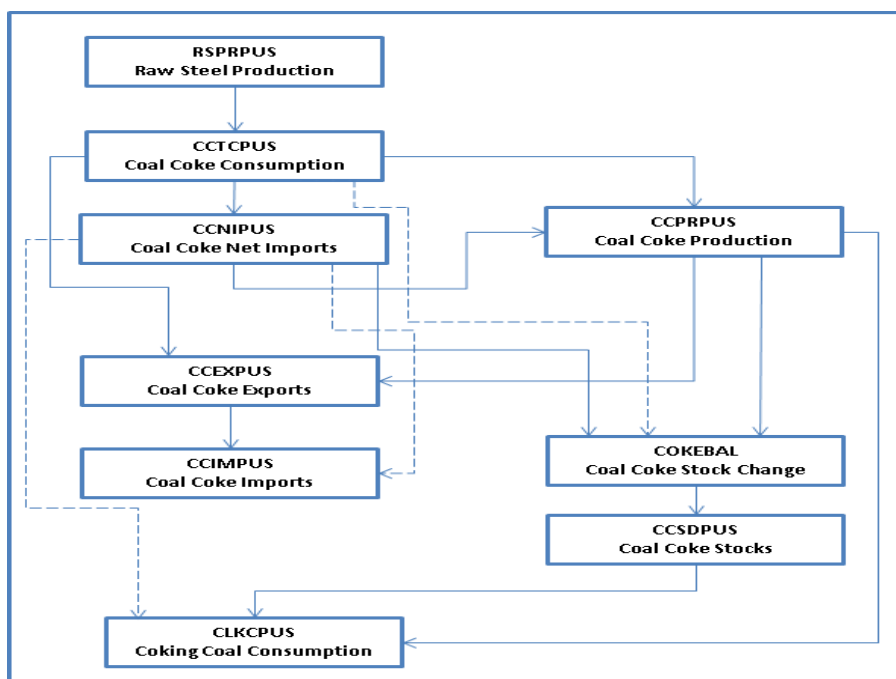 RSPRPUS
Raw Steel Production
CCTCPUS
Coal Coke Consumption
CCNIPUS
Coal Coke Net Imports
CCPRPUS
Coal Coke Production
CCEXPUS
Coal Coke Exports
CCIMPUS
Coal Coke Imports
COKEBAL
Coal Coke Stock Change
CCSDPUS
Coal Coke Stocks
CLKCPUS
Coking Coal Consumption